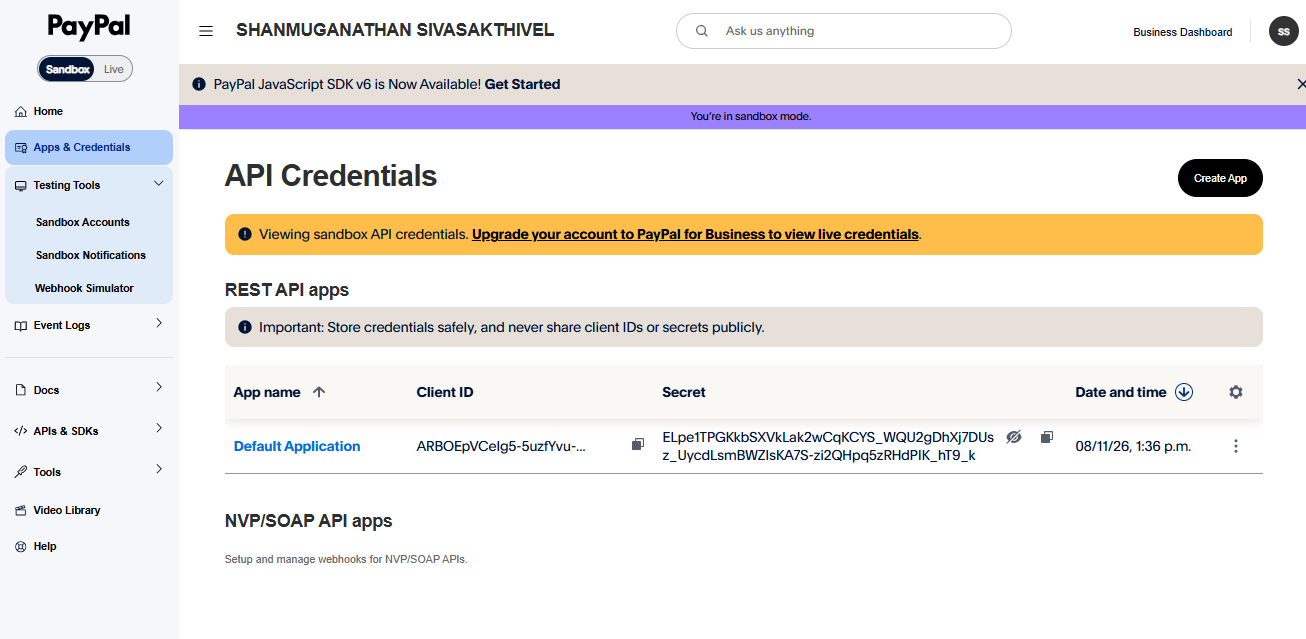 PayPal
Sandbox Live
Home
Apps & Credentials
Testing Tools
Sandbox Accounts
Sandbox Notifications
Webhook Simulator
Event Logs
Docs
APIs & SDKs
Tools
Video Library
Help
SHANMUGANATHAN SIVASAKTHIVEL
Ask us anything
Business Dashboard
SS
PayPal JavaScript SDK v6 is Now Available! Get Started
You're in sandbox mode.
API Credentials
Create App
Viewing sandbox API credentials. Upgrade your account to PayPal for Business to view live credentials.
REST API apps
Important: Store credentials safely, and never share client IDs or secrets publicly.
App name Client ID Secret Date and time
Default Application ARBOEpVCelg5-5uzfYvu-... ELpe1TPGKkbSXVkLak2wCqKCYS_WQU2gDhXj7DUs 08/11/26, 1:36 p.m.
z_UycdLsmBWZIsKA7S-zi2QHpq5zRHdPIK_hT9_k
NVP/SOAP API apps
Setup and manage webhooks for NVP/SOAP APIs.